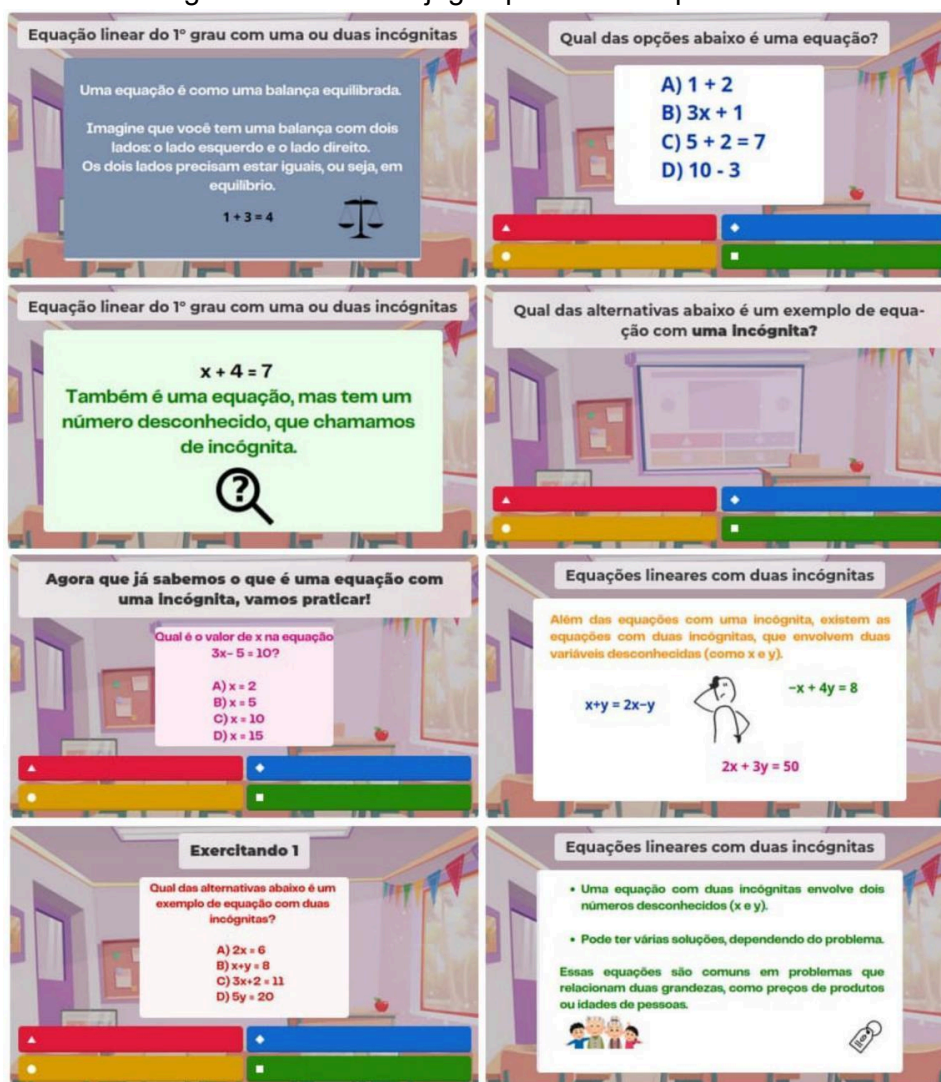 Equação linear do 1º grau com uma ou duas incógnitas
Uma equação é como uma balança equilibrada.
Imagine que você tem uma balança com dois
lados: o lado esquerdo e o lado direito.
Os dois lados precisam estar iguais, ou seja, em
equilíbrio.
1 + 3 = 4
Qual das opções abaixo é uma equação?
A) 1 + 2
B) 3x + 1
C) 5 + 2 = 7
D) 10 - 3
Equação linear do 1º grau com uma ou duas incógnitas
x + 4 = 7
Também é uma equação, mas tem um
número desconhecido, que chamamos
de incógnita.
?
Qual das alternativas abaixo é um exemplo de equa-
ção com uma incógnita?
Agora que já sabemos o que é uma equação com
uma incógnita, vamos praticar!
Qual é o valor de x na equação
3x- 5 = 10?
A) x = 2
B) x = 5
C) x = 10
D) x = 15
Equações lineares com duas incógnitas
Além das equações com uma incógnita, existem as
equações com duas incógnitas, que envolvem duas
variáveis desconhecidas (como x e y).
x+y = 2x−y
−x + 4y = 8
2x + 3y = 50
Exercitando 1
Qual das alternativas abaixo é um
exemplo de equação com duas
incógnitas?
A) 2x = 6
B) x+y = 8
C) 3x+2 = 11
D) 5y = 20
Equações lineares com duas incógnitas
• Uma equação com duas incógnitas envolve dois
números desconhecidos (x e y).
• Pode ter várias soluções, dependendo do problema.
Essas equações são comuns em problemas que
relacionam duas grandezas, como preços de produtos
ou idades de pessoas.